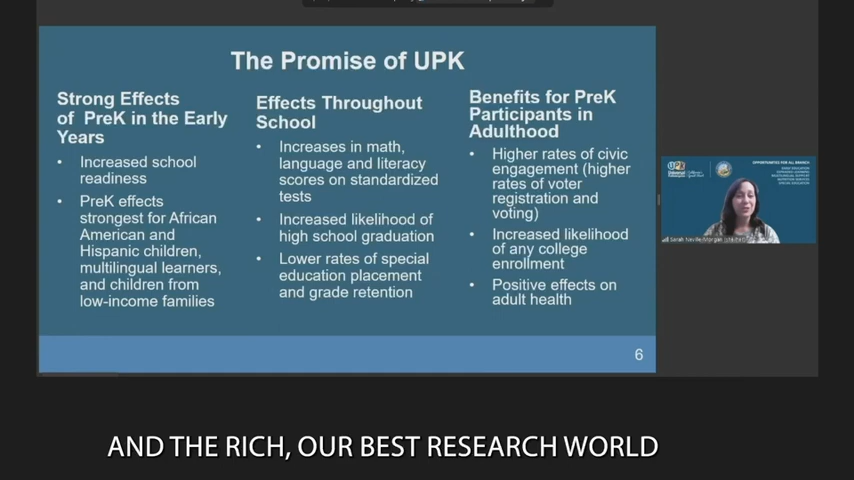 The Promise of UPK
Strong Effects
of PreK in the Early
Years
• Increased school
readiness
• PreK effects
strongest for African
American and
Hispanic children,
multilingual learners,
and children from
low-income families
Effects Throughout
School
• Increases in math,
language and literacy
scores on standardized
tests
• Increased likelihood of
high school graduation
• Lower rates of special
education placement
and grade retention
Benefits for PreK
Participants in
Adulthood
• Higher rates of civic
engagement (higher
rates of voter
registration and
voting)
• Increased likelihood
of any college
enrollment
• Positive effects on
adult health
6
OPPORTUNITIES FOR ALL BRANCH
AND THE RICH, OUR BEST RESEARCH WORLD